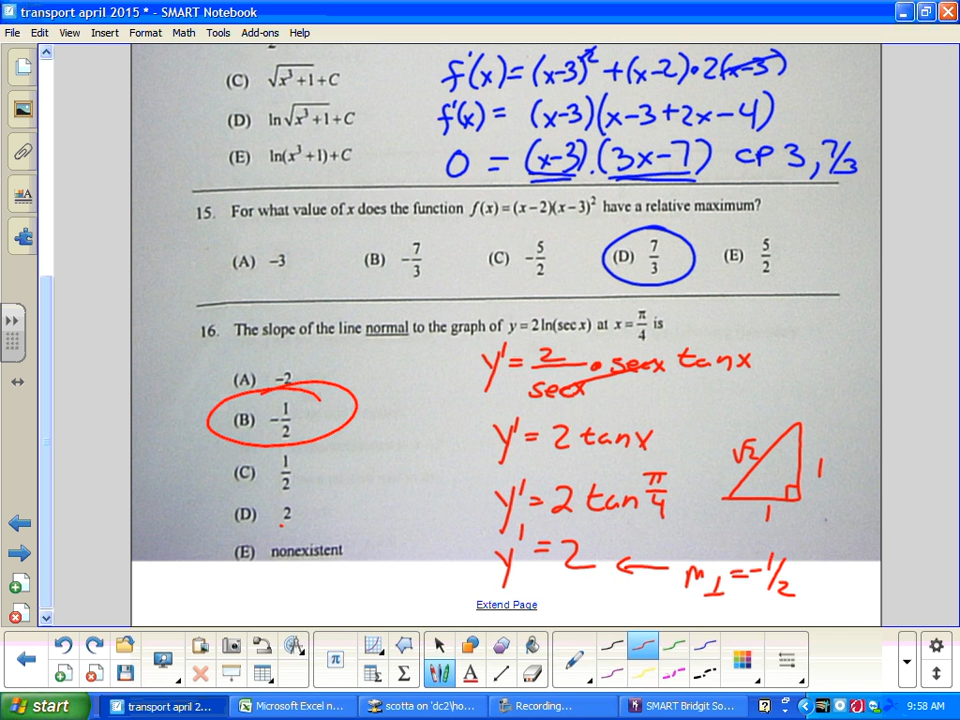 transport april 2015 * - SMART Notebook
File Edit View Insert Format Math Tools Add-ons Help
(C) √x³+1 + C
(D) ln √x³+1 + C
(E) ln(x³+1)+C
f'(x) = (x-3)² + (x-2)·2(x-3)
f'(x) = (x-3)(x-3+2x-4)
0 = (x-3)·(3x-7) CP 3, 7/3
15. For what value of x does the function f(x)=(x-2)(x-3)² have a relative maximum?
(A) -3 (B) -7/3 (C) -5/2 (D) 7/3 (E) 5/2
16. The slope of the line normal to the graph of y=2ln(sec x) at x=π/4 is
(A) -2
(B) -1/2
(C) 1/2
(D) 2
(E) nonexistent
y' = 2/secx · secx tanx
y' = 2 tanx
y' = 2 tan π/4
y' = 2 ← m⊥ = -1/2
√2 1
1
Extend Page
start
transport april 2...
Microsoft Excel n...
scotta on 'dc2\ho...
Recording...
SMART Bridgit So...
9:58 AM